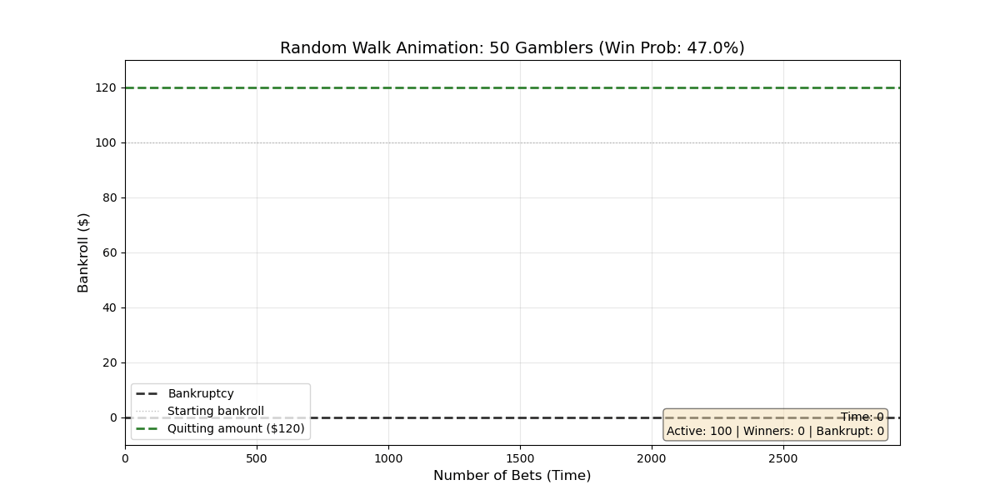 Random Walk Animation: 50 Gamblers (Win Prob: 47.0%)
120
100
80
60
40
20
0
Bankroll ($)
Bankruptcy
Starting bankroll
Quitting amount ($120)
Time: 0
Active: 100 | Winners: 0 | Bankrupt: 0
0 500 1000 1500 2000 2500
Number of Bets (Time)